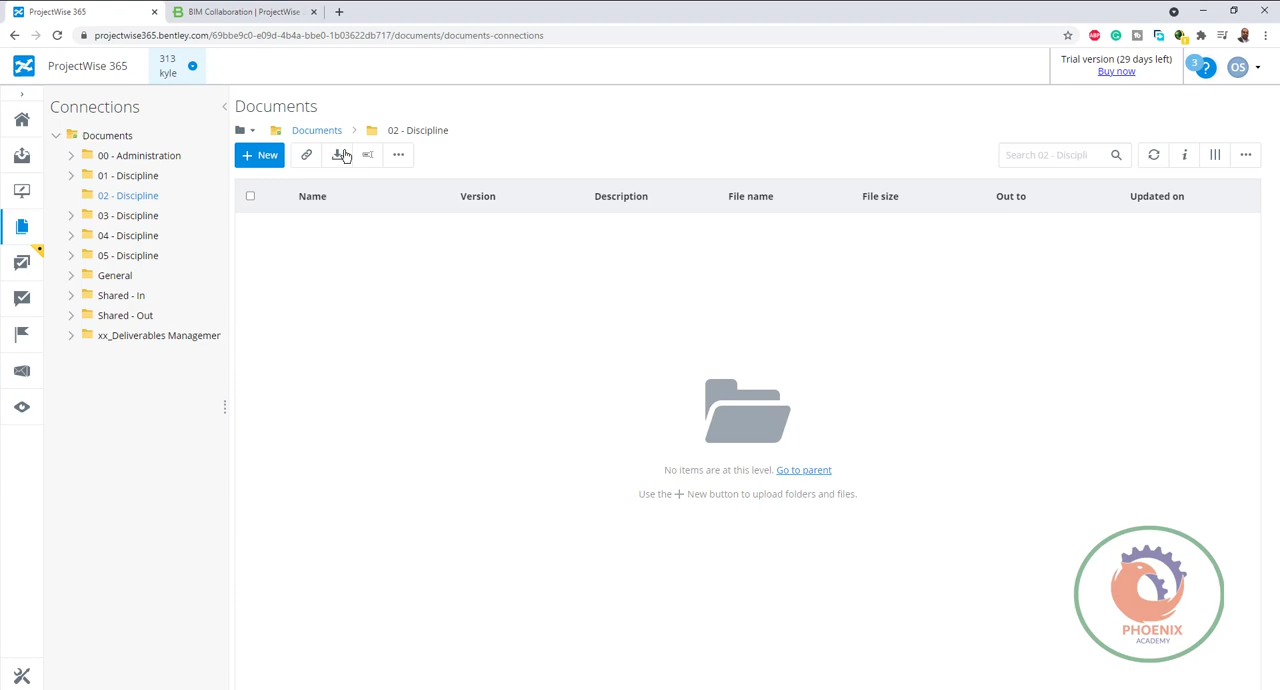 ProjectWise 365
BIM Collaboration | ProjectWise
projectwise365.bentley.com/69bbe9c0-e09d-4b4a-bbe0-1b03622db717/documents/documents-connections
ABP
ProjectWise 365
313
kyle
Trial version (29 days left)
Buy now
3
?
OS
Connections
Documents
00 - Administration
01 - Discipline
02 - Discipline
03 - Discipline
04 - Discipline
05 - Discipline
General
Shared - In
Shared - Out
xx_Deliverables Managemer
Documents
Documents > 02 - Discipline
+ New
Search 02 - Discipli
Name Version Description File name File size Out to Updated on
No items are at this level. Go to parent
Use the + New button to upload folders and files.
PHOENIX
ACADEMY